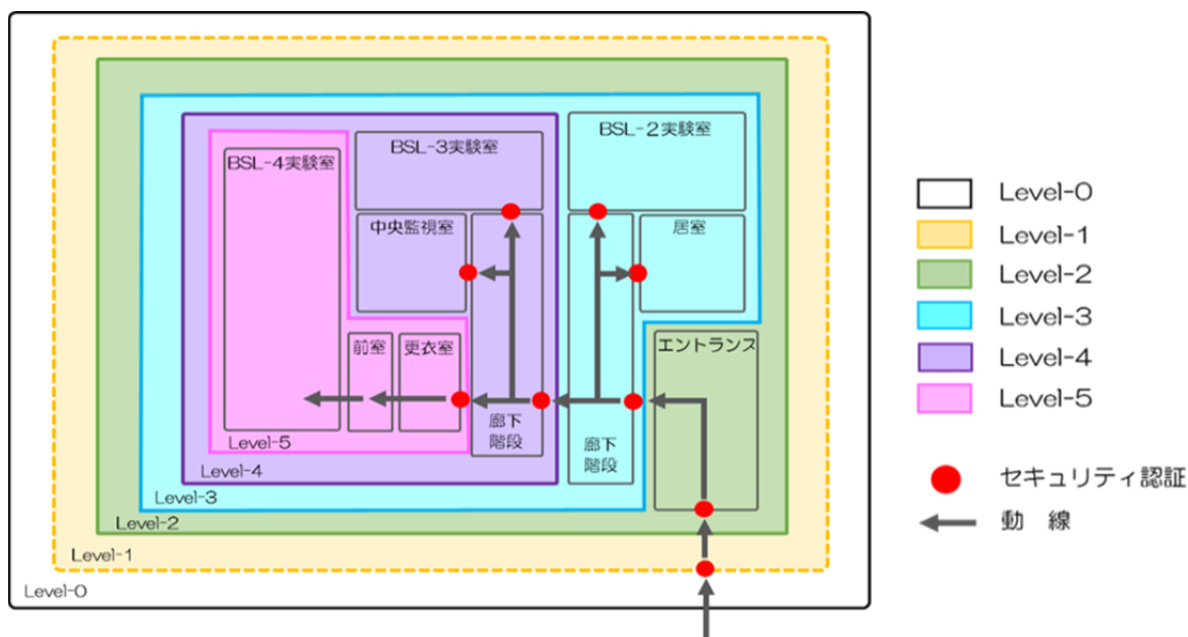 BSL-4実験室
BSL-3実験室
BSL-2実験室
中央監視室
居室
前室
更衣室
エントランス
廊下
階段
廊下
階段
Level-5
Level-4
Level-3
Level-2
Level-1
Level-0
Level-0
Level-1
Level-2
Level-3
Level-4
Level-5
セキュリティ認証
動　線